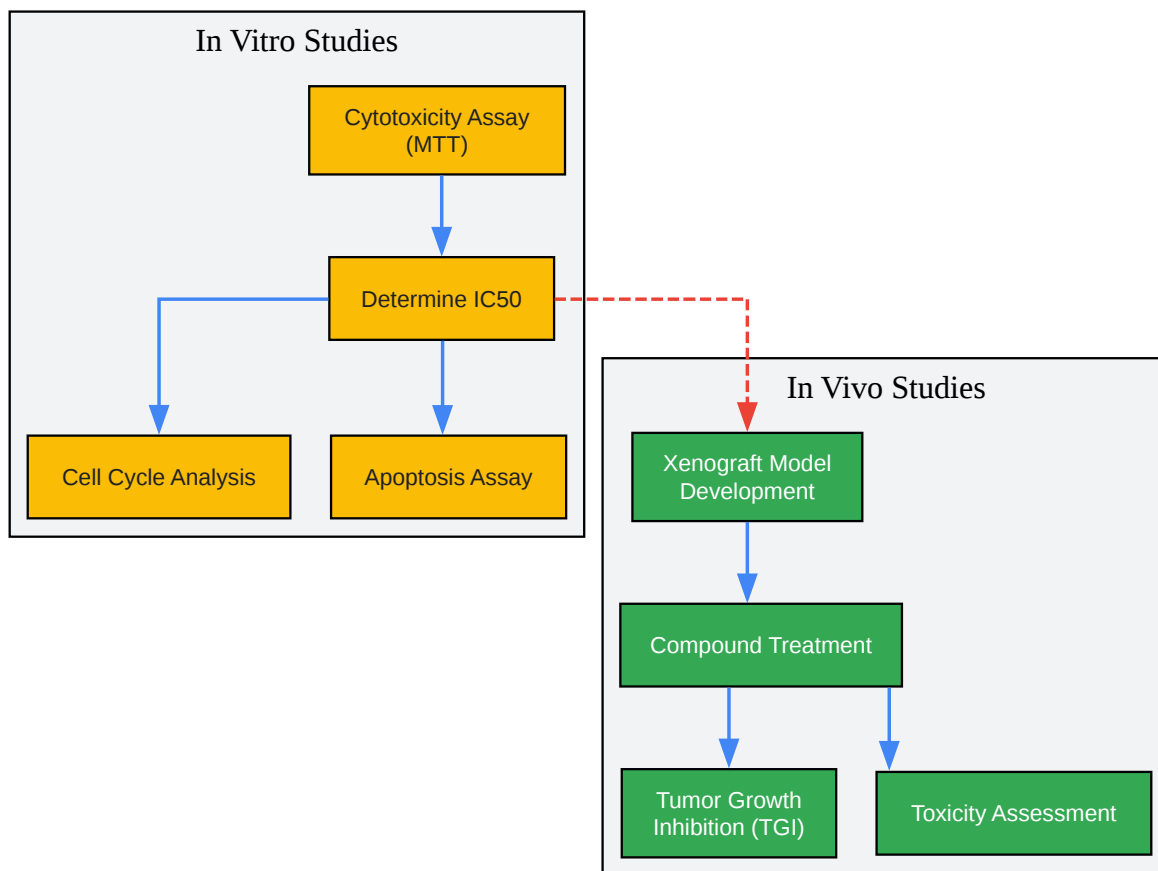 In Vitro Studies
Cytotoxicity Assay
(MTT)
Determine IC50
Cell Cycle Analysis
Apoptosis Assay
In Vivo Studies
Xenograft Model
Development
Compound Treatment
Tumor Growth
Inhibition (TGI)
Toxicity Assessment